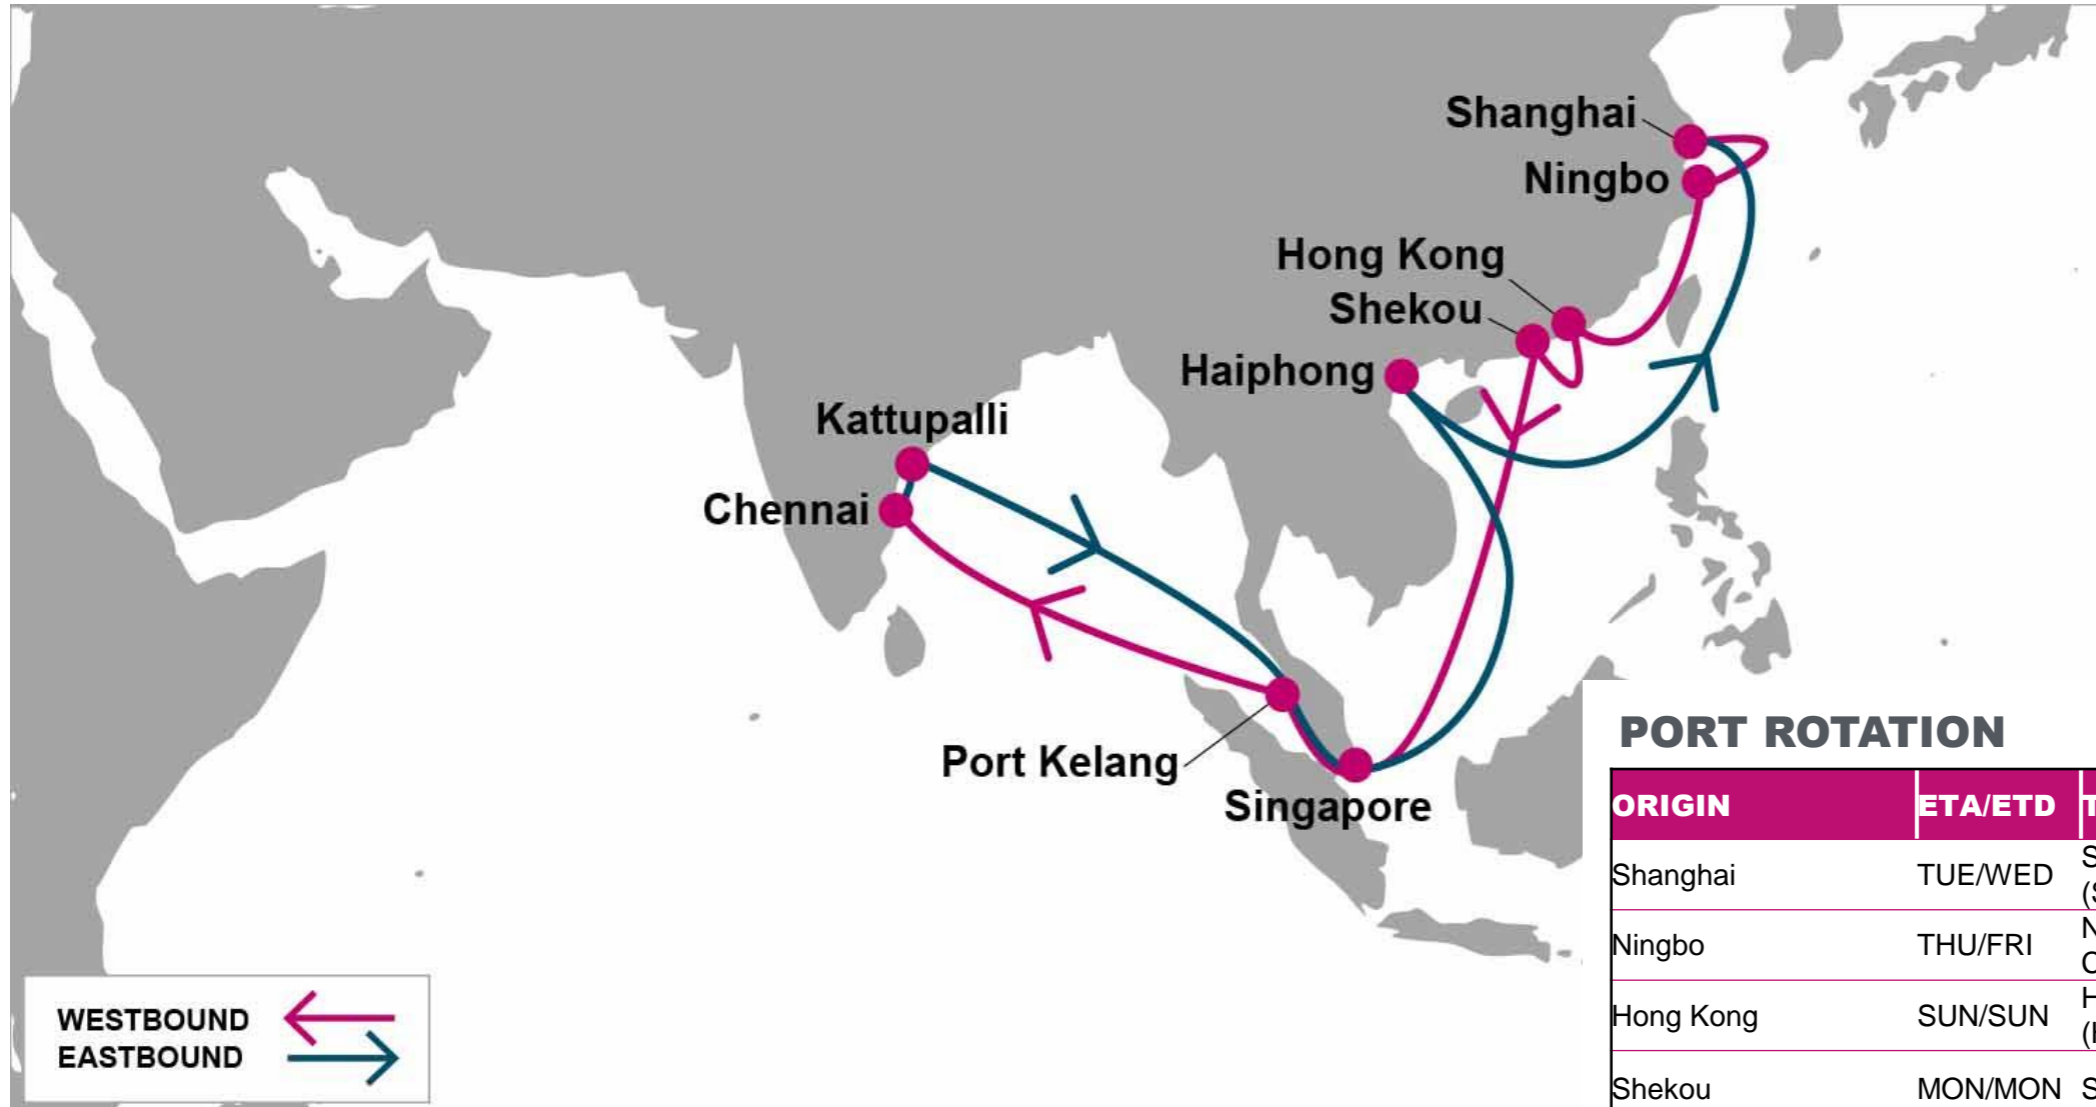 Shanghai
Ningbo
Hong Kong
Shekou
Haiphong
Kattupalli
Chennai
Port Kelang
Singapore
WESTBOUND
EASTBOUND
PORT ROTATION
ORIGIN ETA/ETD
Shanghai TUE/WED
Ningbo THU/FRI
Hong Kong SUN/SUN
Shekou MON/MON